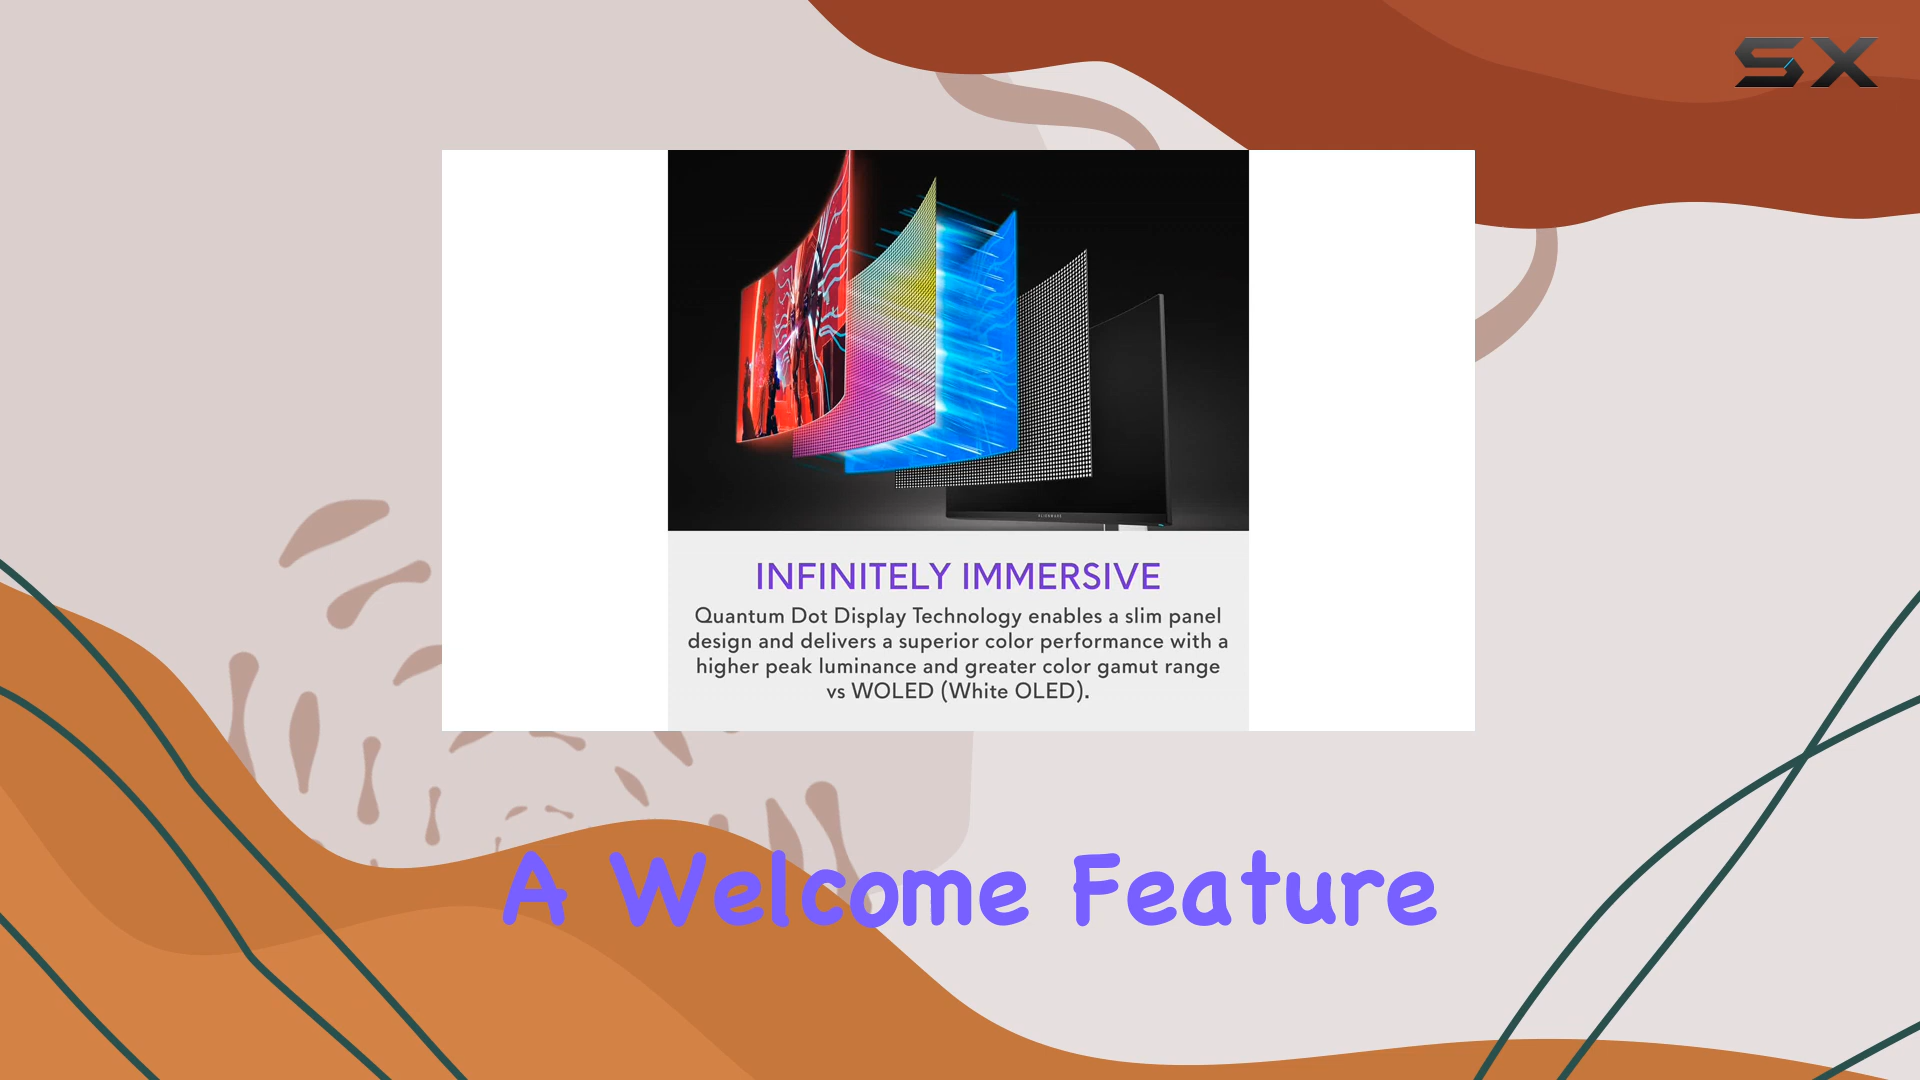 SX
INFINITELY IMMERSIVE
Quantum Dot Display Technology enables a slim panel
design and delivers a superior color performance with a
higher peak luminance and greater color gamut range
vs WOLED (White OLED).
A Welcome Feature